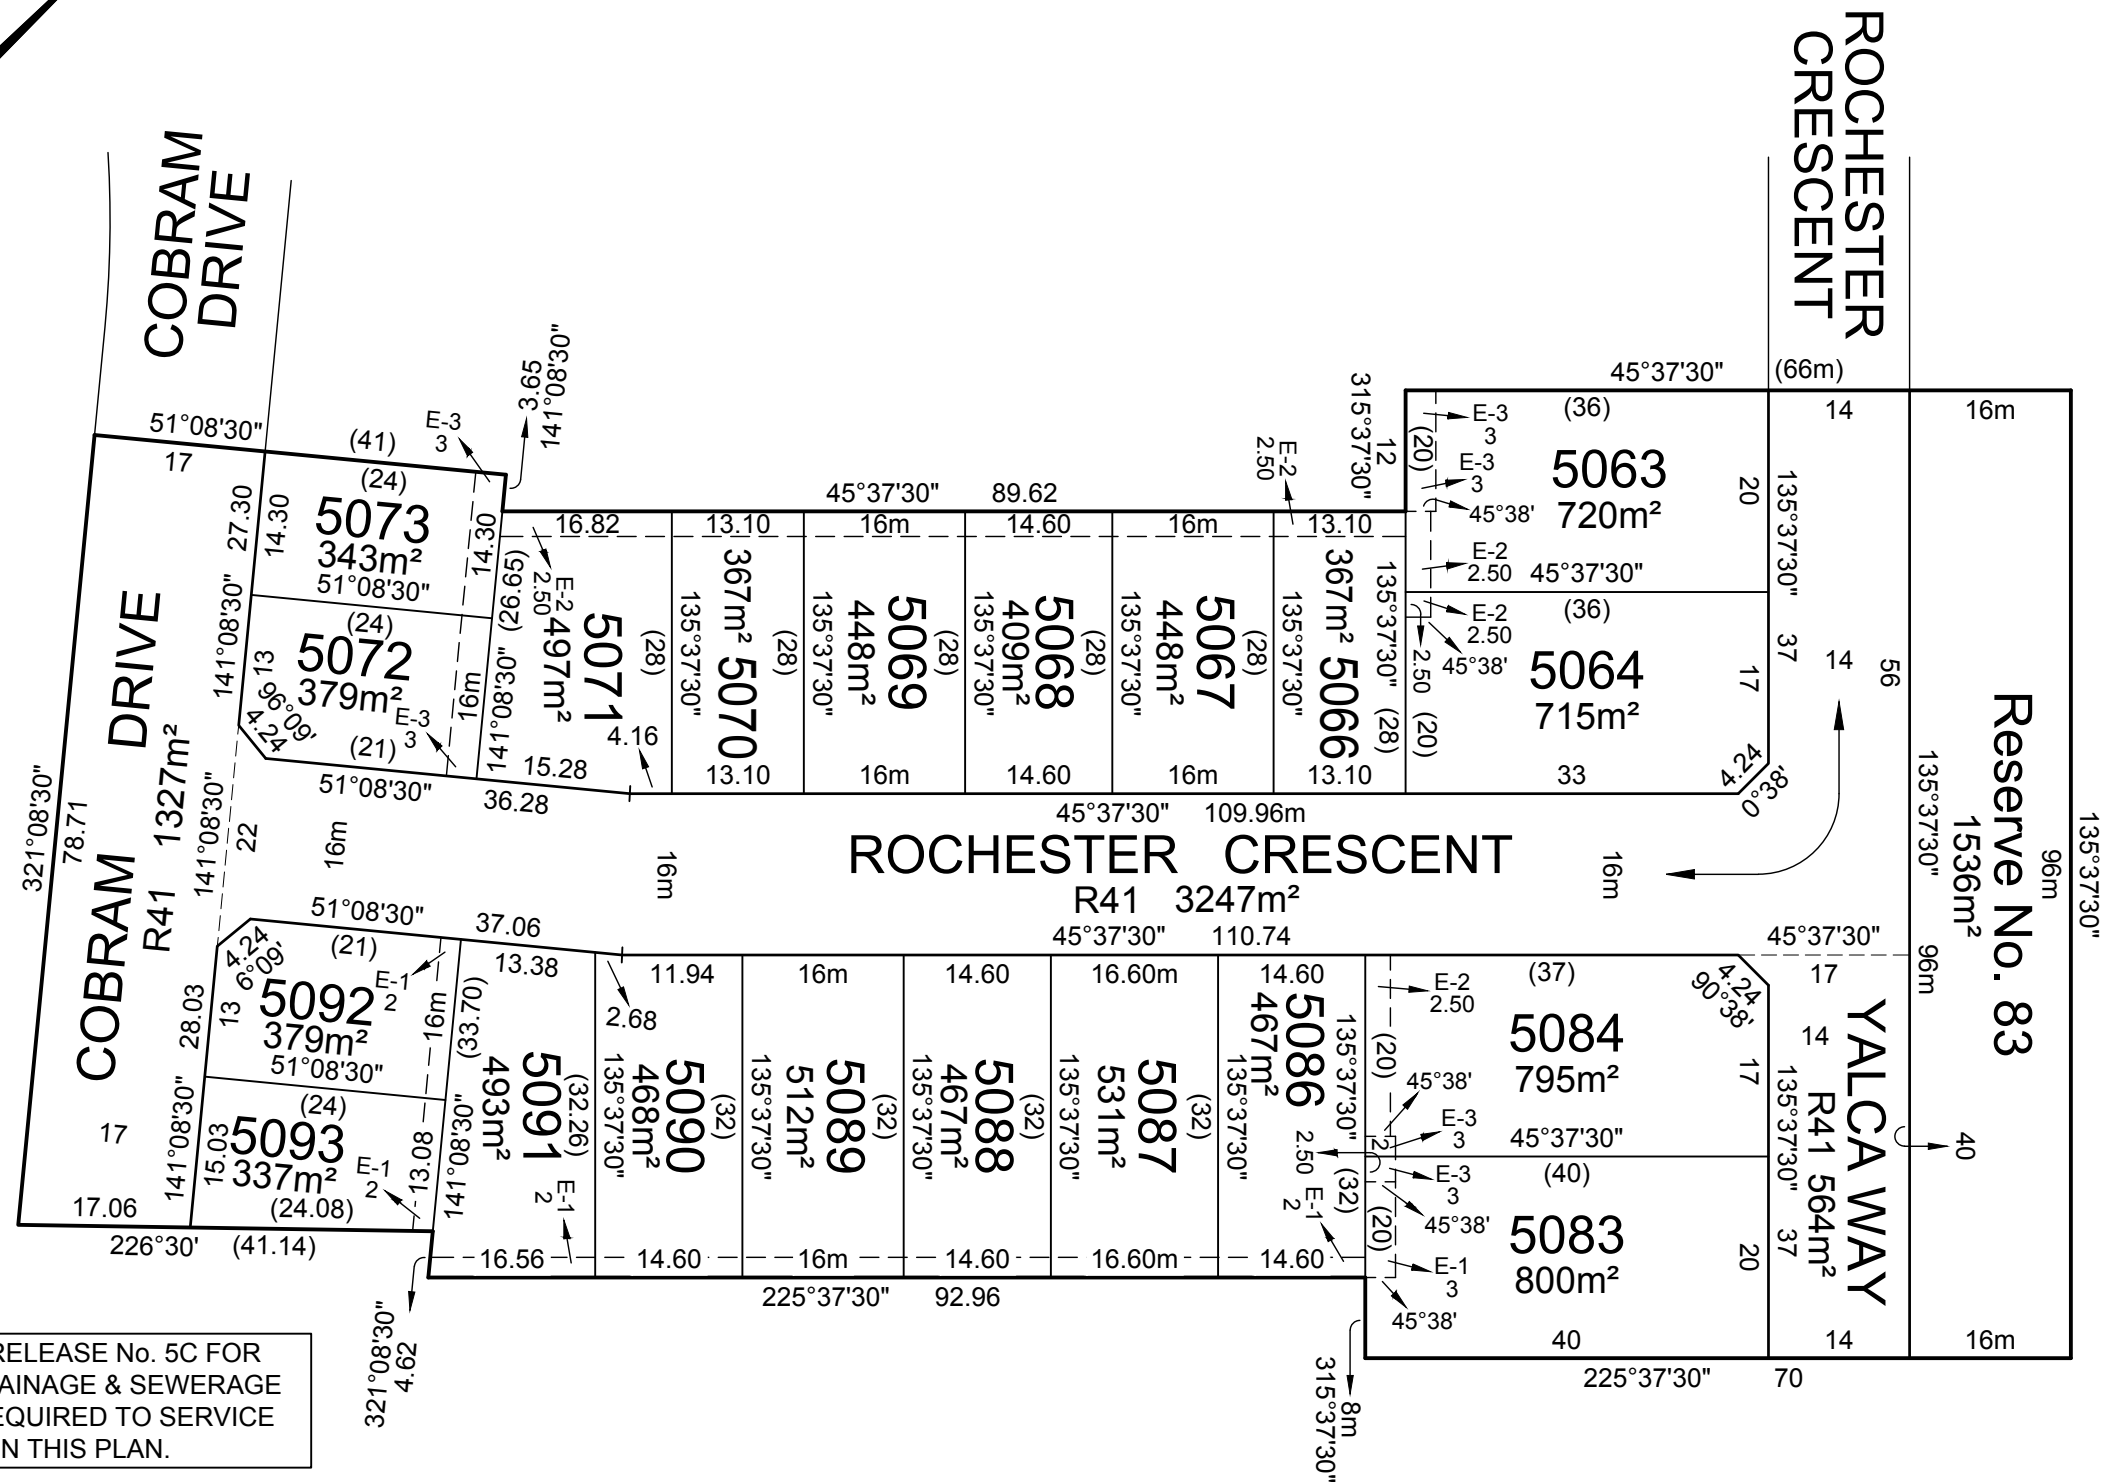 ROCHESTER
CRESCENT
COBRAM
DRIVE
45°37'30"
(66m)
14
16m
51°08'30"
17
(41)
E-3
3
3.65
141°08'30"
(24)
5073
343m²
51°08'30"
27.30
14.30
14.30
141°08'30"
(24)
5072
379m²
13
96°09'
4.24
(21)
E-3
3
16m
51°08'30"
36.28
(26.65)
141°08'30"
45°37'30"
89.62
E-2
2.50
315°37'30"
12
16.82
13.10
16m
14.60
16m
13.10
E-2
2.50
5071
497m²
(28)
4.16
15.28
135°37'30"
5070
367m²
(28)
13.10
135°37'30"
5069
448m²
(28)
16m
135°37'30"
5068
409m²
(28)
14.60
135°37'30"
5067
448m²
(28)
16m
135°37'30"
5066
367m²
135°37'30"
(28)
13.10
(36)
(20)
E-3
3
E-3
3
45°38'
5063
720m²
20
135°37'30"
E-2
2.50
45°37'30"
(36)
E-2
2.50
45°38'
2.50
(20)
5064
715m²
17
37
33
4.24
0°38'
14
56
135°37'30"
96m
Reserve No. 83
1536m²
96m
135°37'30"
45°37'30"
109.96m
ROCHESTER CRESCENT
R41 3247m²
16m
16m
16m
45°37'30"
110.74
COBRAM DRIVE
R41 1327m²
321°08'30"
78.71
141°08'30"
22
51°08'30"
37.06
(21)
4.24
6°09'
E-1
2
5092
379m²
51°08'30"
28.03
13
16m
(33.70)
(24)
5093
337m²
15.03
141°08'30"
E-1
2
13.08
141°08'30"
(24.08)
17
17.06
226°30'
(41.14)
321°08'30"
4.62
13.38
2.68
5091
493m²
(32.26)
E-1
2
16.56
11.94
135°37'30"
5090
468m²
(32)
14.60
16m
135°37'30"
5089
512m²
(32)
16m
14.60
135°37'30"
5088
467m²
(32)
14.60
16.60m
135°37'30"
5087
531m²
(32)
16.60m
14.60
135°37'30"
5086
467m²
135°37'30"
(32)
2.50
E-1
2
14.60
225°37'30"
92.96
315°37'30"
8m
(37)
E-2
2.50
4.24
90°38'
5084
795m²
17
(20)
45°38'
E-3
3
2
45°37'30"
(40)
E-3
3
45°38'
(20)
5083
800m²
20
E-1
3
45°38'
40
225°37'30"
70
45°37'30"
17
14
YALCA WAY
R41 564m²
135°37'30"
37
40
14
16m
RELEASE No. 5C FOR
AINAGE & SEWERAGE
EQUIRED TO SERVICE
N THIS PLAN.